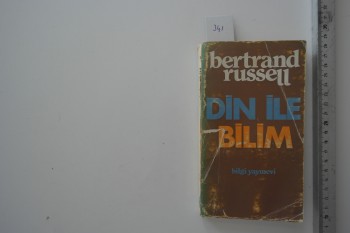 341
bertrand
russell
DİN İLE
BİLİM
bilgi yayınevi